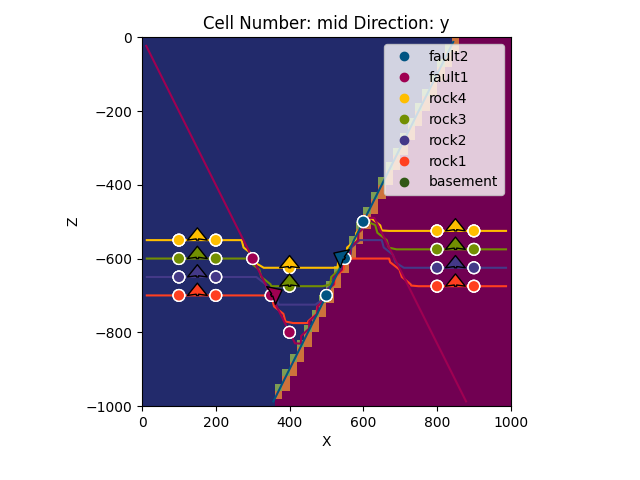 Cell Number: mid Direction: y
0
−200
−400
−600
−800
−1000
Z
fault2
fault1
rock4
rock3
rock2
rock1
basement
0 200 400 600 800 1000
X